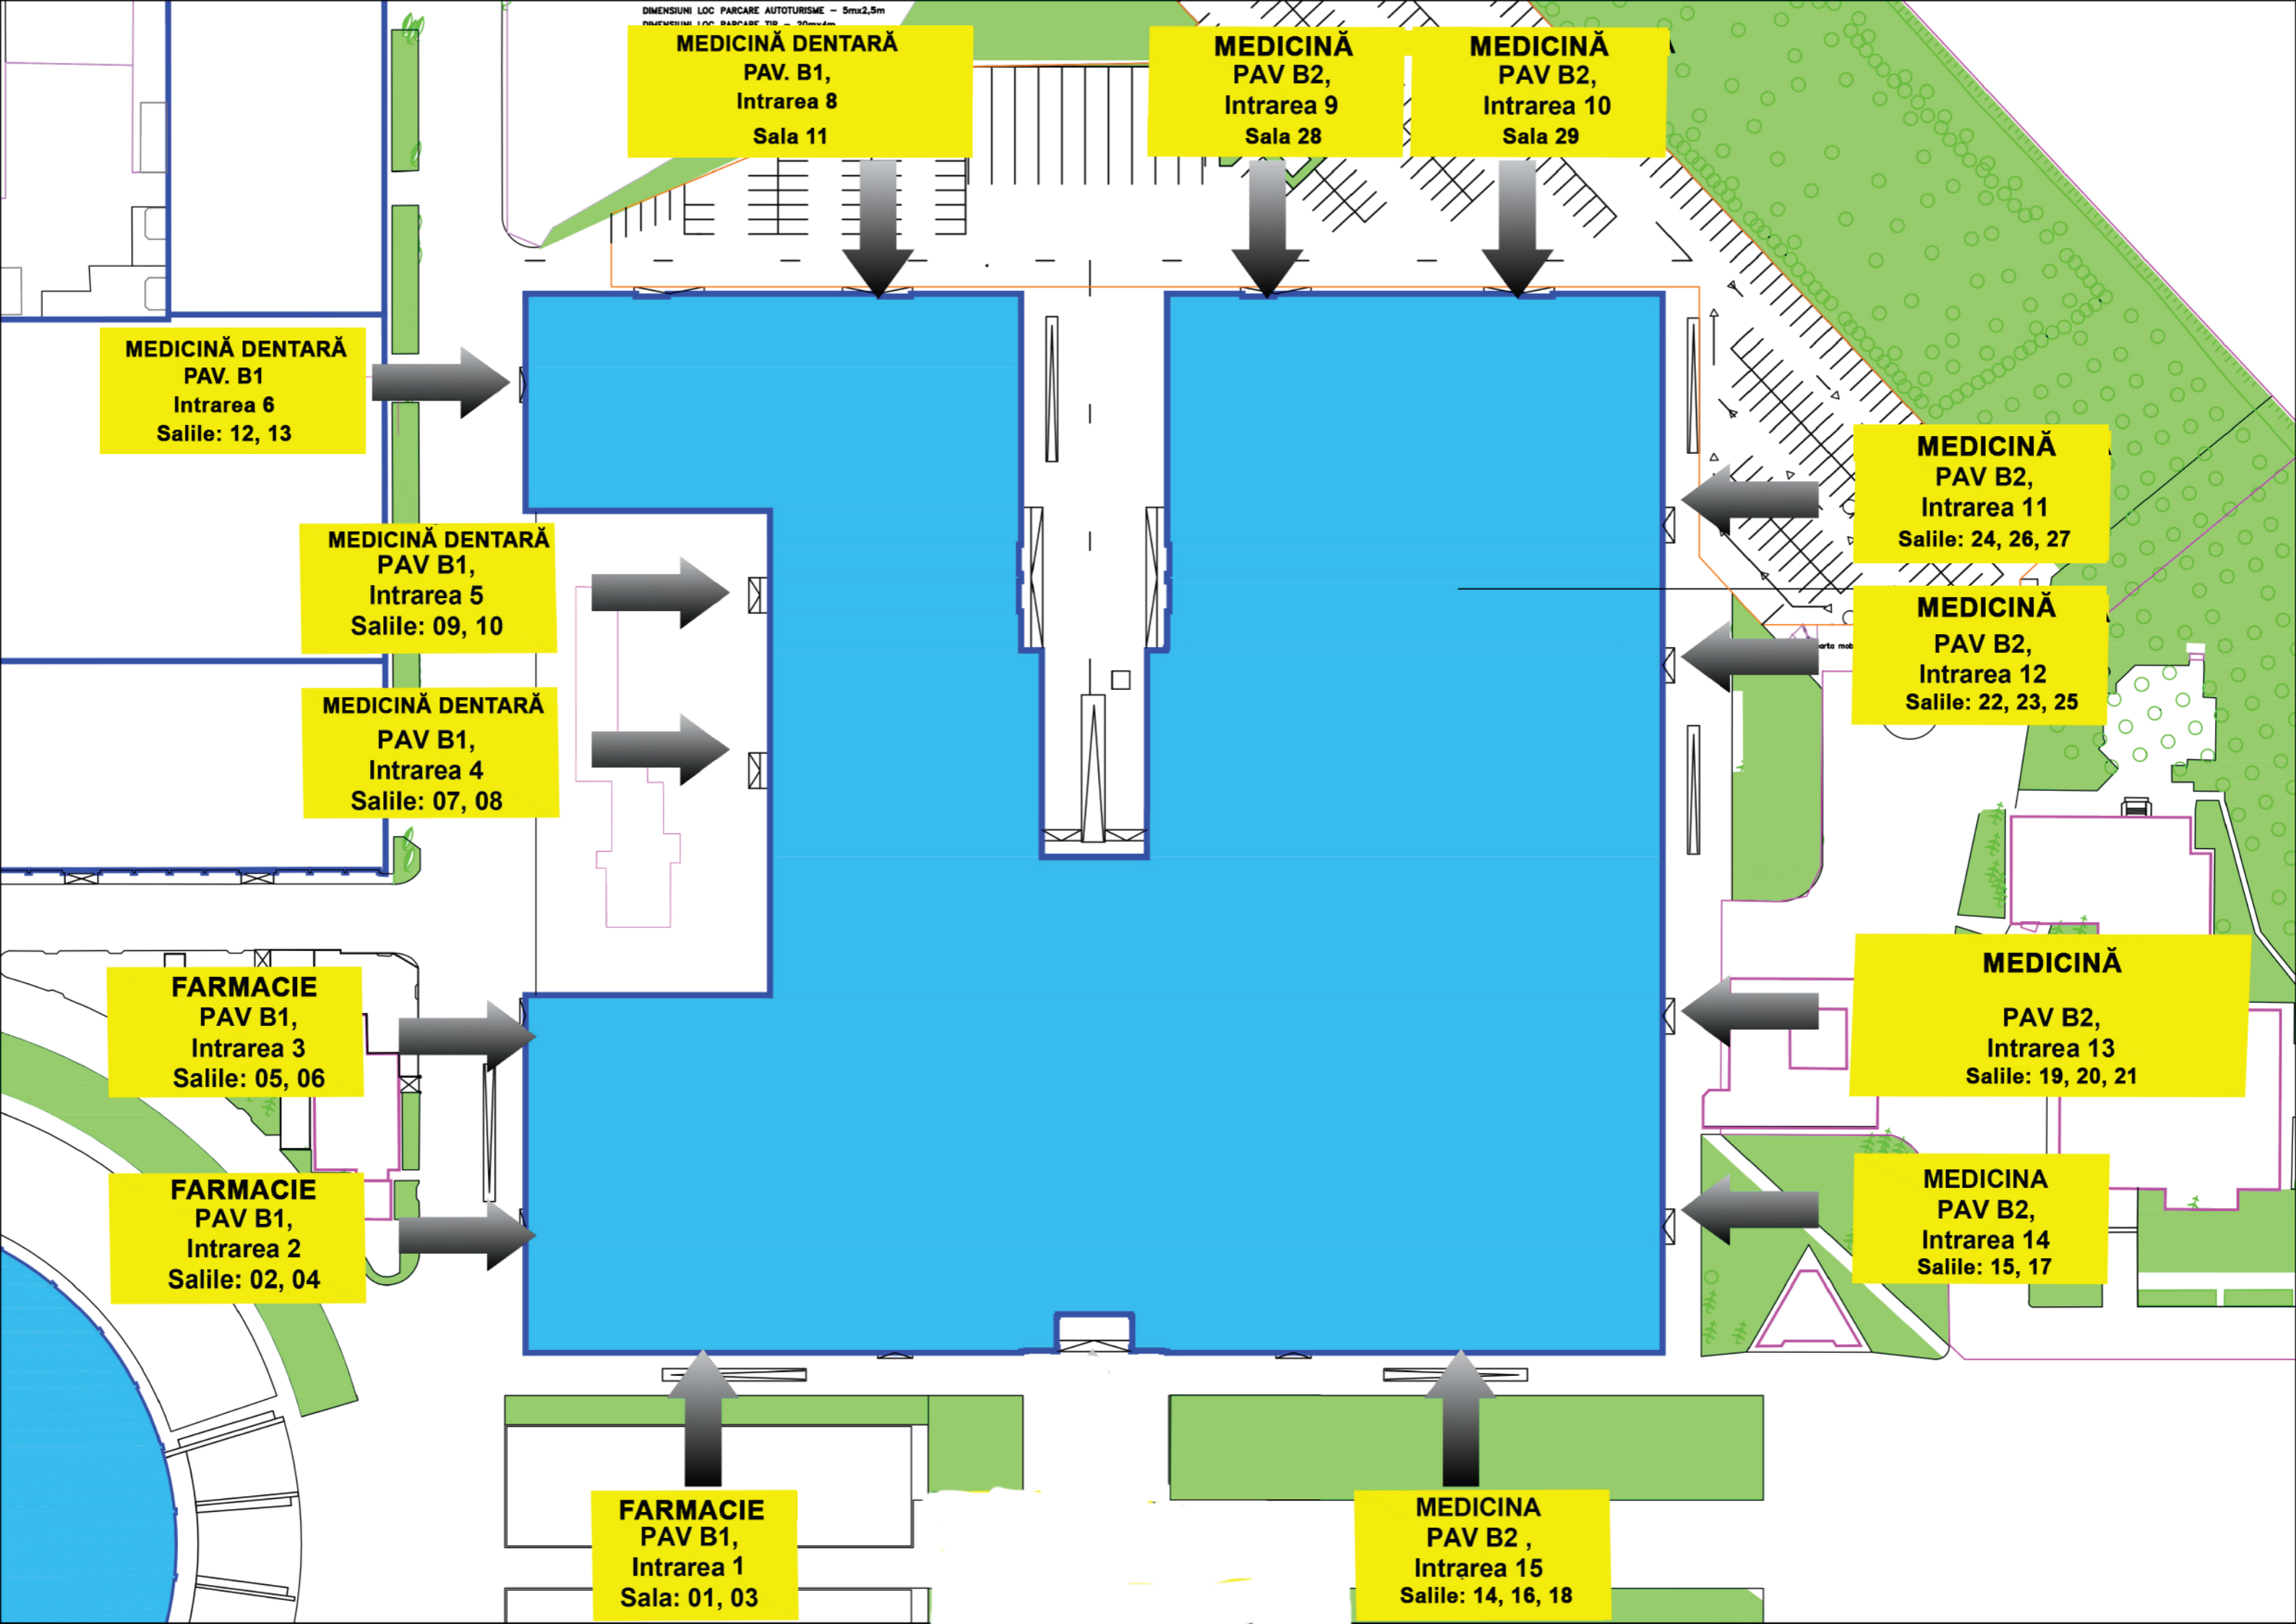 DIMENSIUNI LOC PARCARE AUTOTURISME – 5mx2,5m
DIMENSIUNI LOC PARCARE TIR – 20mx4m
MEDICINĂ DENTARĂ
PAV. B1,
Intrarea 8
Sala 11
MEDICINĂ
PAV B2,
Intrarea 9
Sala 28
MEDICINĂ
PAV B2,
Intrarea 10
Sala 29
MEDICINĂ DENTARĂ
PAV. B1
Intrarea 6
Salile: 12, 13
MEDICINĂ
PAV B2,
Intrarea 11
Salile: 24, 26, 27
MEDICINĂ DENTARĂ
PAV B1,
Intrarea 5
Salile: 09, 10
MEDICINĂ
PAV B2,
Intrarea 12
Salile: 22, 23, 25
MEDICINĂ DENTARĂ
PAV B1,
Intrarea 4
Salile: 07, 08
FARMACIE
PAV B1,
Intrarea 3
Salile: 05, 06
MEDICINĂ
PAV B2,
Intrarea 13
Salile: 19, 20, 21
FARMACIE
PAV B1,
Intrarea 2
Salile: 02, 04
MEDICINA
PAV B2,
Intrarea 14
Salile: 15, 17
FARMACIE
PAV B1,
Intrarea 1
Sala: 01, 03
MEDICINA
PAV B2 ,
Intrarea 15
Salile: 14, 16, 18